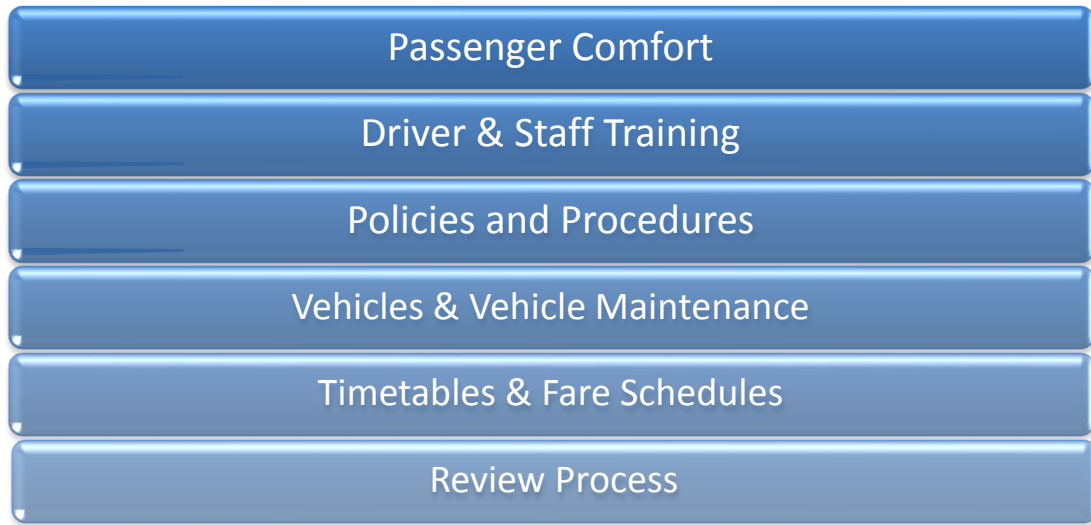 Passenger Comfort
Driver & Staff Training
Policies and Procedures
Vehicles & Vehicle Maintenance
Timetables & Fare Schedules
Review Process